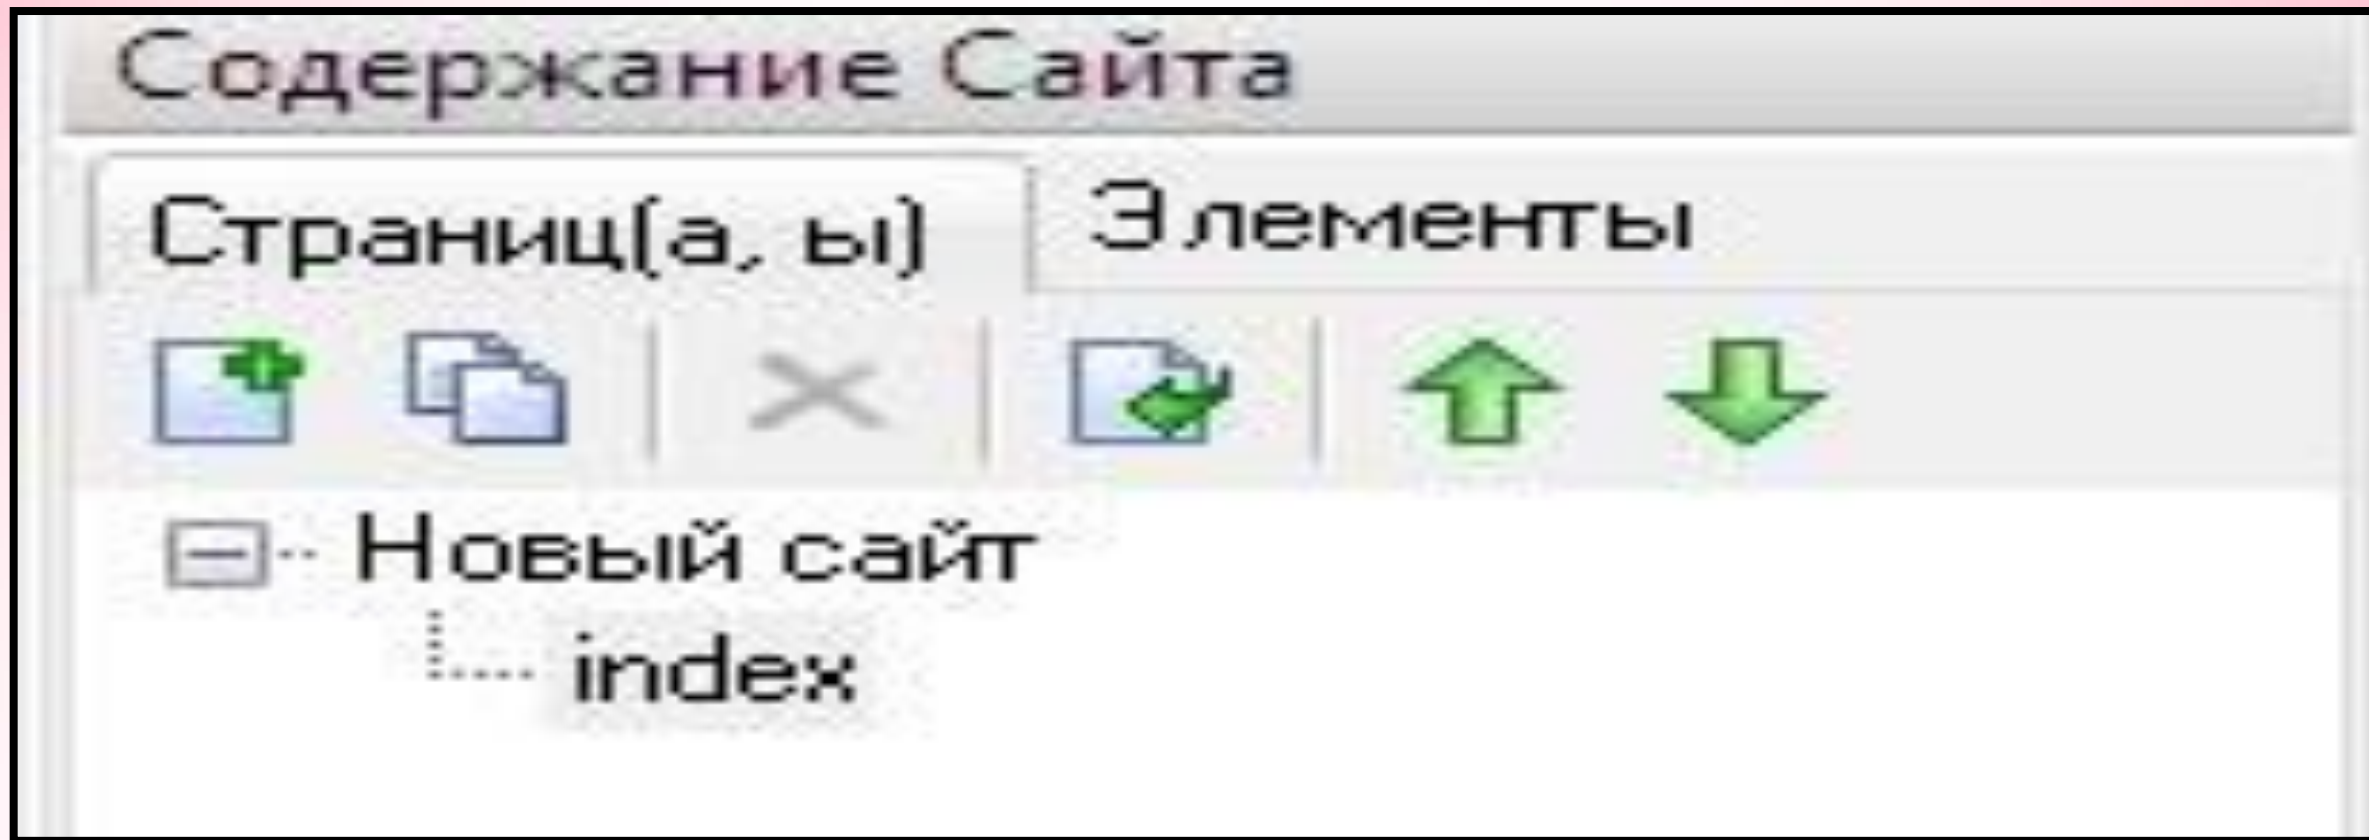 Содержание Сайта
Страниц(а, ы) Элементы
Новый сайт
index